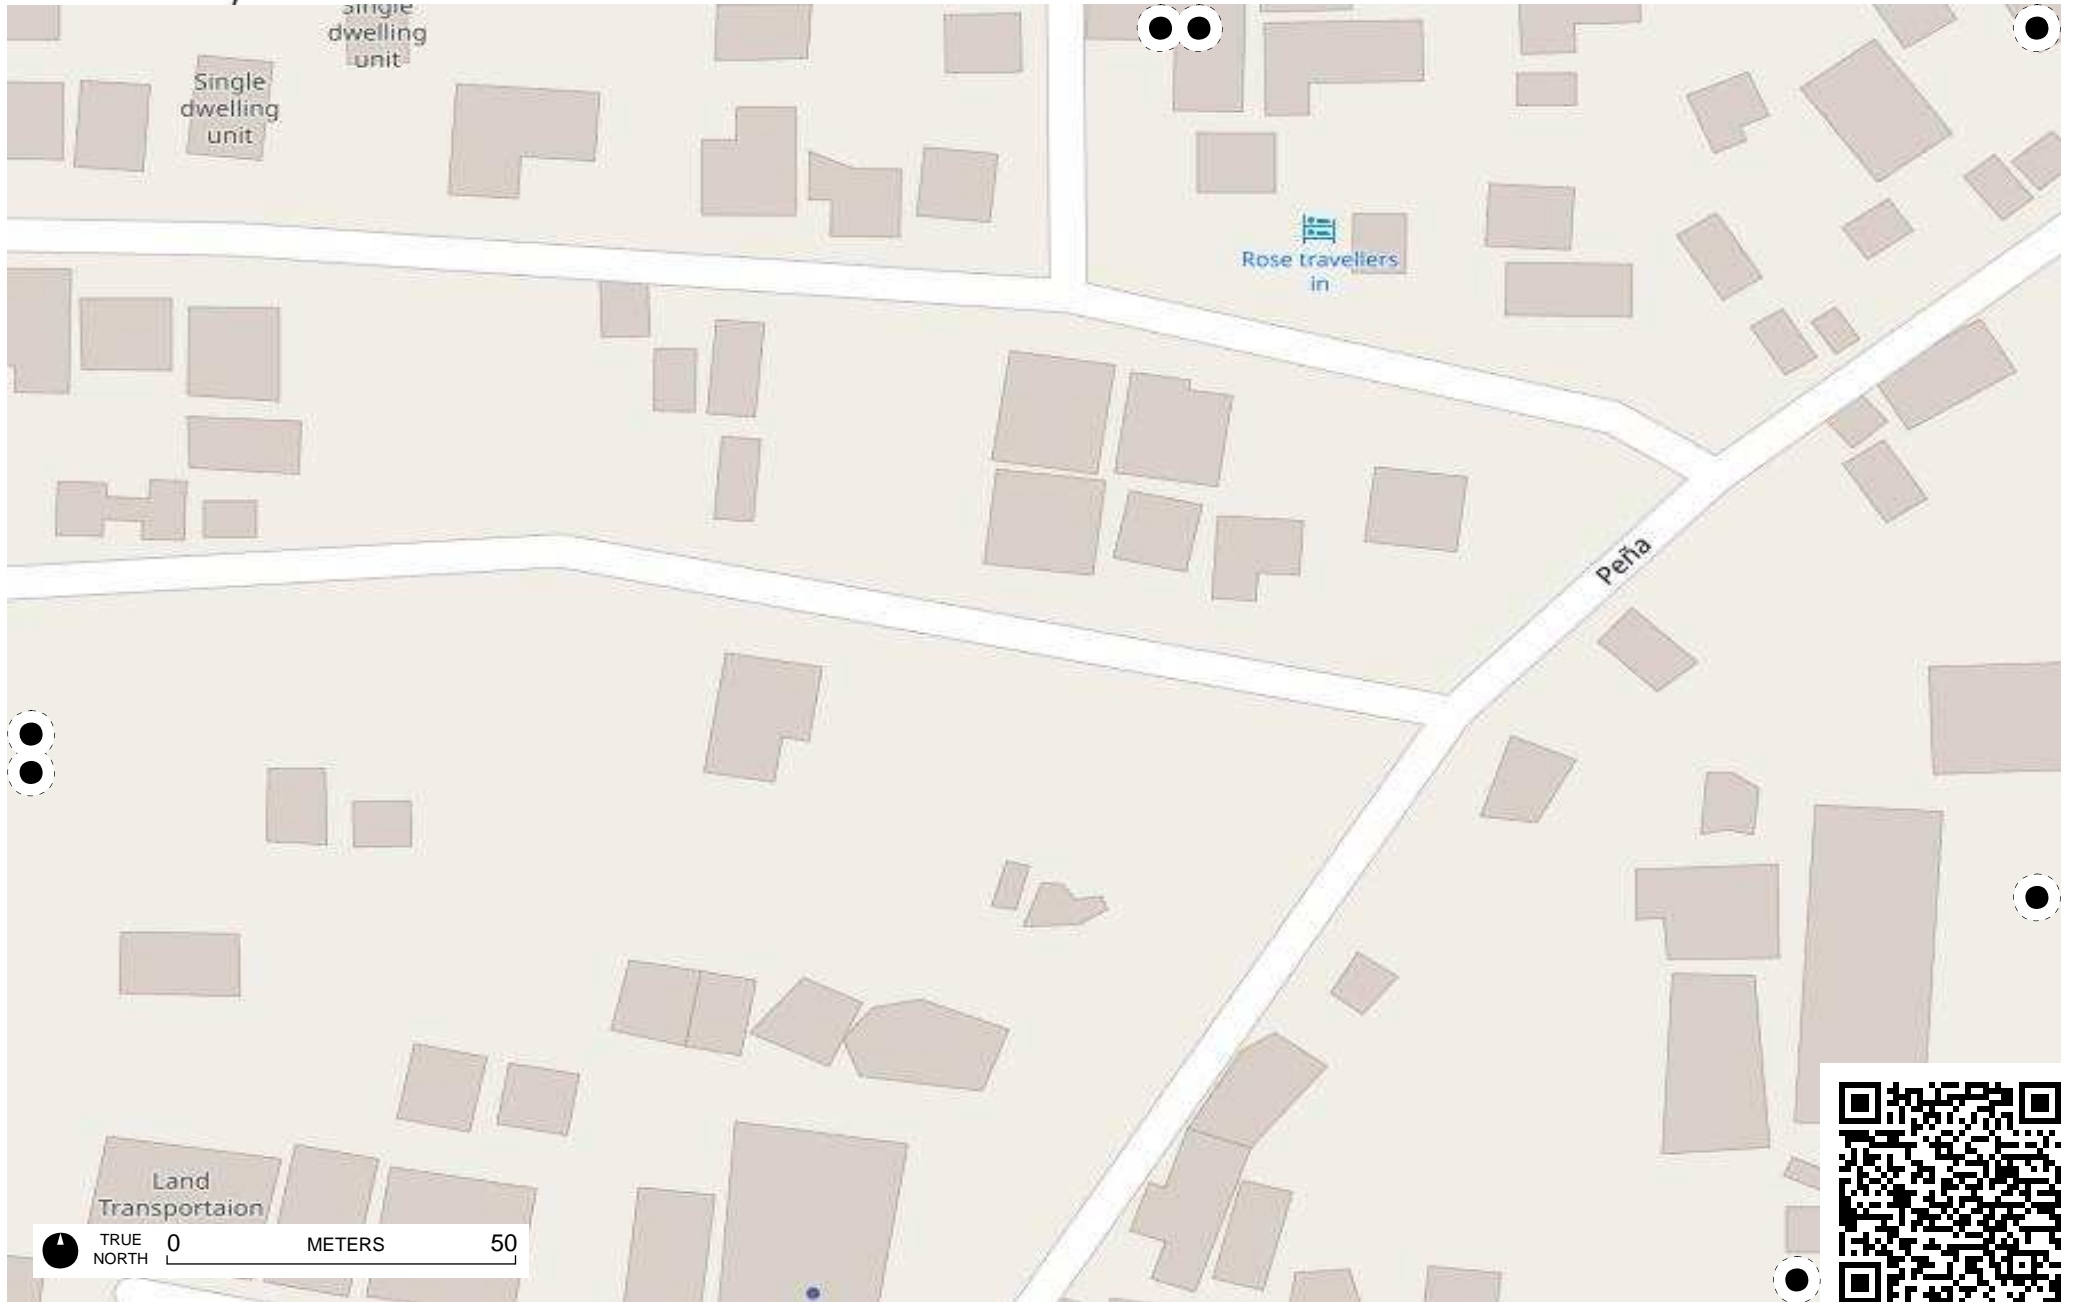 Single
dwelling
unit
Single
dwelling
unit
Rose travellers
in
Peña
Land
Transportaion
TRUE
NORTH
0
METERS
50